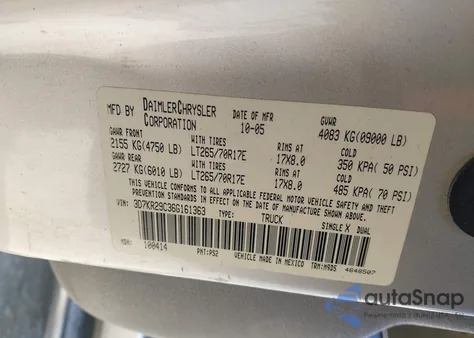 MFD BY DAIMLERCHRYSLER CORPORATION DATE OF MFR 10-05 GVWR 4083 KG(09000 LB)
GAWR FRONT WITH TIRES RIMS AT COLD
2155 KG(4750 LB) LT265/70R17E 17X8.0 350 KPA( 50 PSI)
GAWR REAR WITH TIRES RIMS AT COLD
2727 KG(6010 LB) LT265/70R17E 17X8.0 485 KPA( 70 PSI)
THIS VEHICLE CONFORMS TO ALL APPLICABLE FEDERAL MOTOR VEHICLE SAFETY AND THEFT
PREVENTION STANDARDS IN EFFECT ON THE DATE OF MANUFACTURE SHOWN ABOVE.
VIN: 3D7KR29C36G161363 TYPE: TRUCK SINGLE X DUAL
MDH: 100414 PNT:PS2 VEHICLE MADE IN MEXICO TRM:M9DS
autoSnap